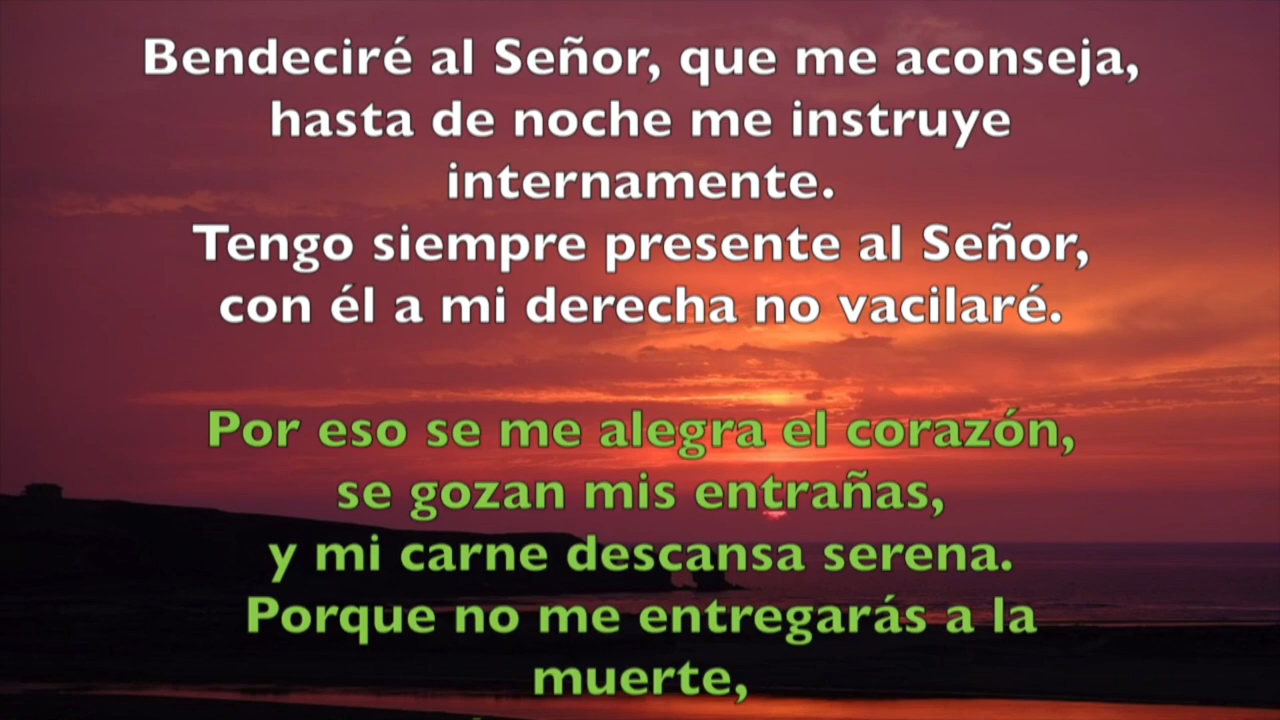 Bendeciré al Señor, que me aconseja,
hasta de noche me instruye
internamente.
Tengo siempre presente al Señor,
con él a mi derecha no vacilaré.
Por eso se me alegra el corazón,
se gozan mis entrañas,
y mi carne descansa serena.
Porque no me entregarás a la
muerte,